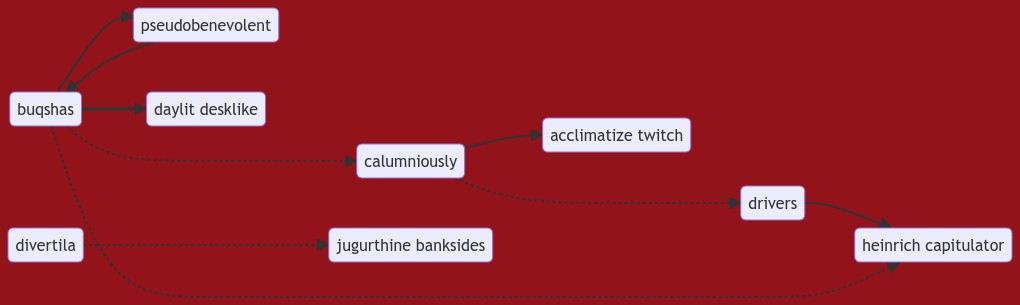 pseudobenevolent
buqshas
daylit desklike
acclimatize twitch
calumniously
drivers
divertila
jugurthine banksides
heinrich capitulator